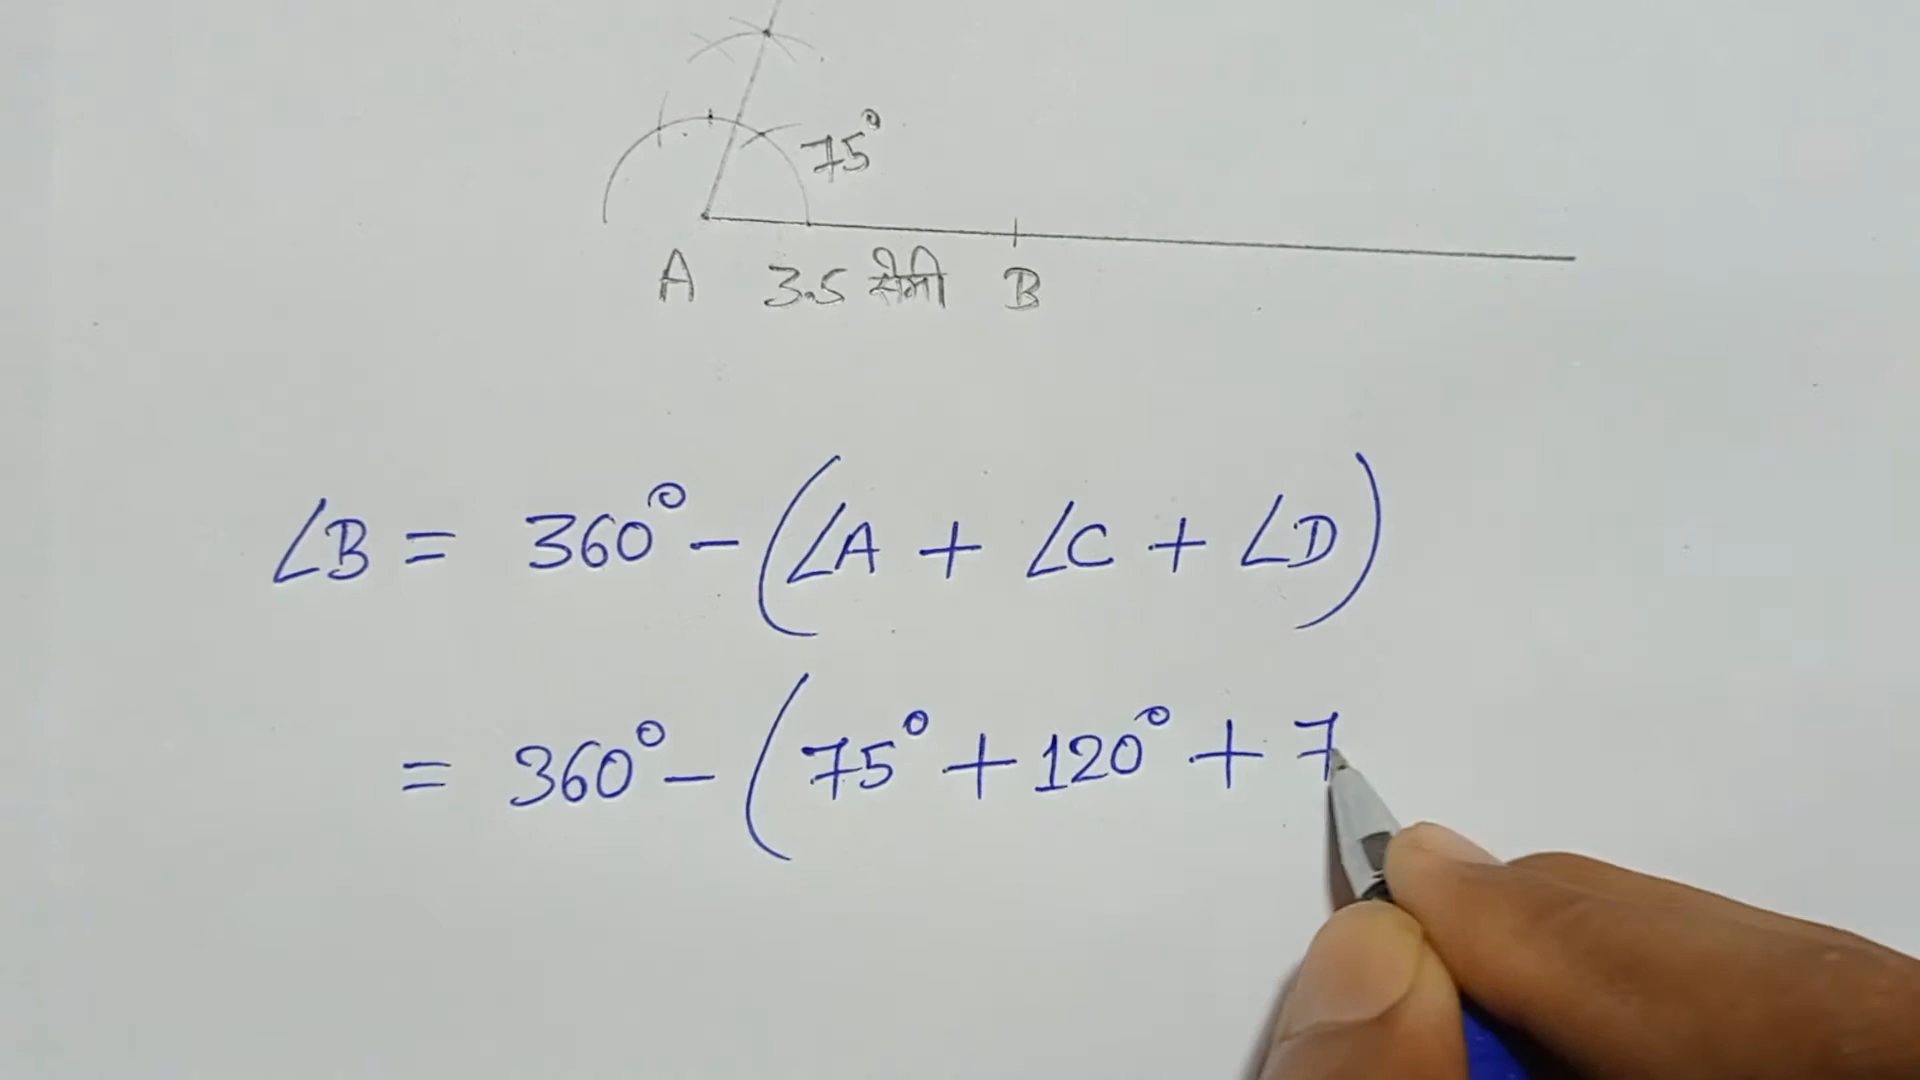 75°
A 3.5 सेमी B
∠B = 360° - (∠A + ∠C + ∠D)
= 360° - (75° + 120° + 7